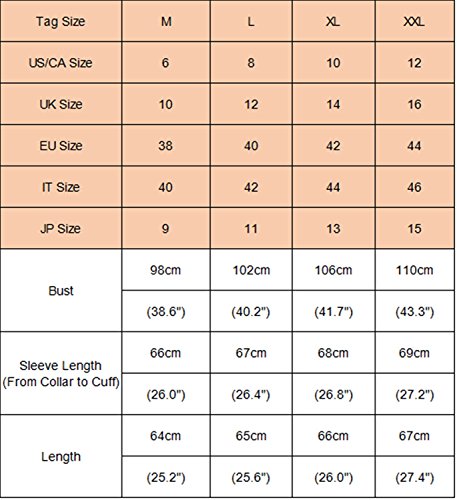 Tag Size M L XL XXL
US/CA Size 6 8 10 12
UK Size 10 12 14 16
EU Size 38 40 42 44
IT Size 40 42 44 46
JP Size 9 11 13 15
Bust 98cm 102cm 106cm 110cm
(38.6") (40.2") (41.7") (43.3")
Sleeve Length
(From Collar to Cuff) 66cm 67cm 68cm 69cm
(26.0") (26.4") (26.8") (27.2")
Length 64cm 65cm 66cm 67cm
(25.2") (25.6") (26.0") (27.4")